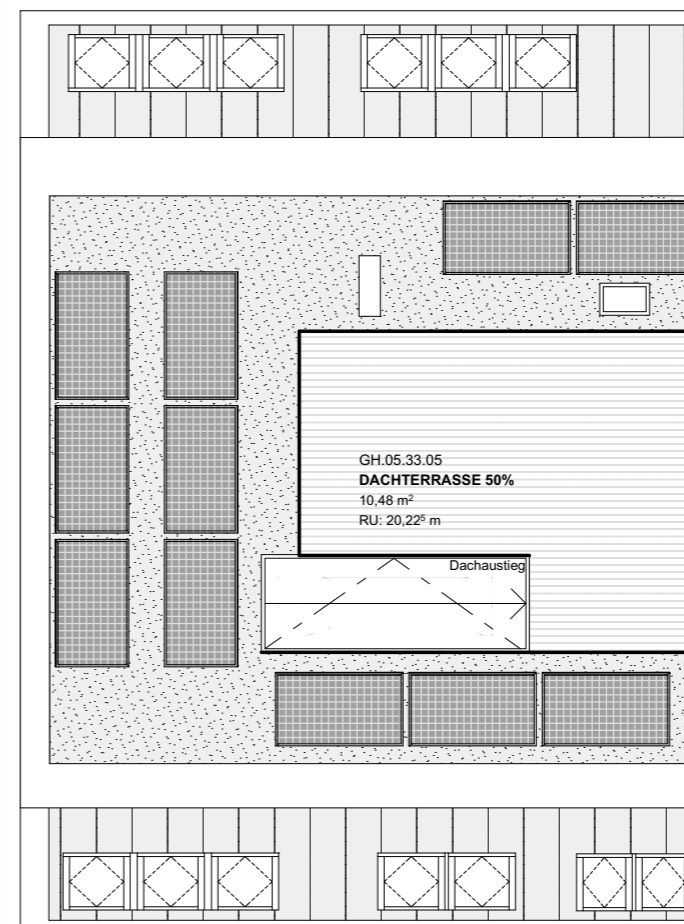 GH.05.33.05
DACHTERRASSE 50%
10,48 m²
RU: 20,22⁵ m
Dachaustieg